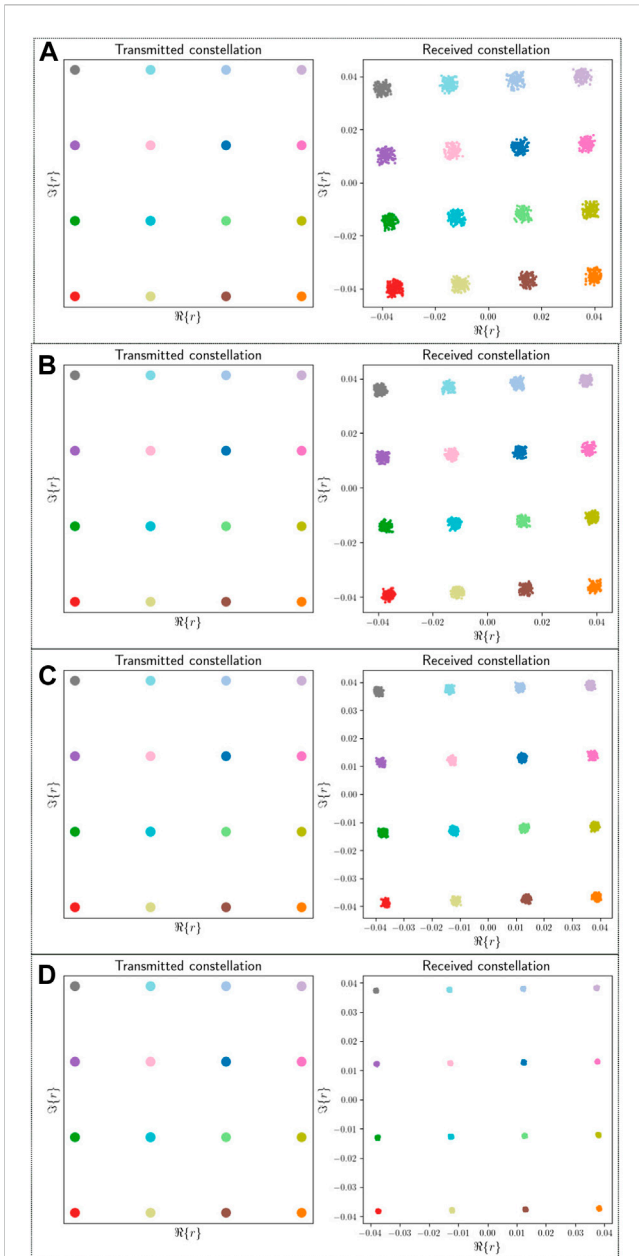 A
Transmitted constellation
ℑ{r}
ℜ{r}
Received constellation
0.04
0.02
0.00
−0.02
−0.04
ℑ{r}
−0.04 −0.02 0.00 0.02 0.04
ℜ{r}
B
Transmitted constellation
ℑ{r}
ℜ{r}
Received constellation
0.04
0.02
0.00
−0.02
−0.04
ℑ{r}
−0.04 −0.02 0.00 0.02 0.04
ℜ{r}
C
Transmitted constellation
ℑ{r}
ℜ{r}
Received constellation
0.04
0.03
0.02
0.01
0.00
−0.01
−0.02
−0.03
−0.04
ℑ{r}
−0.04 −0.03 −0.02 −0.01 0.00 0.01 0.02 0.03 0.04
ℜ{r}
D
Transmitted constellation
ℑ{r}
ℜ{r}
Received constellation
0.04
0.03
0.02
0.01
0.00
−0.01
−0.02
−0.03
−0.04
ℑ{r}
−0.04 −0.03 −0.02 −0.01 0.00 0.01 0.02 0.03 0.04
ℜ{r}